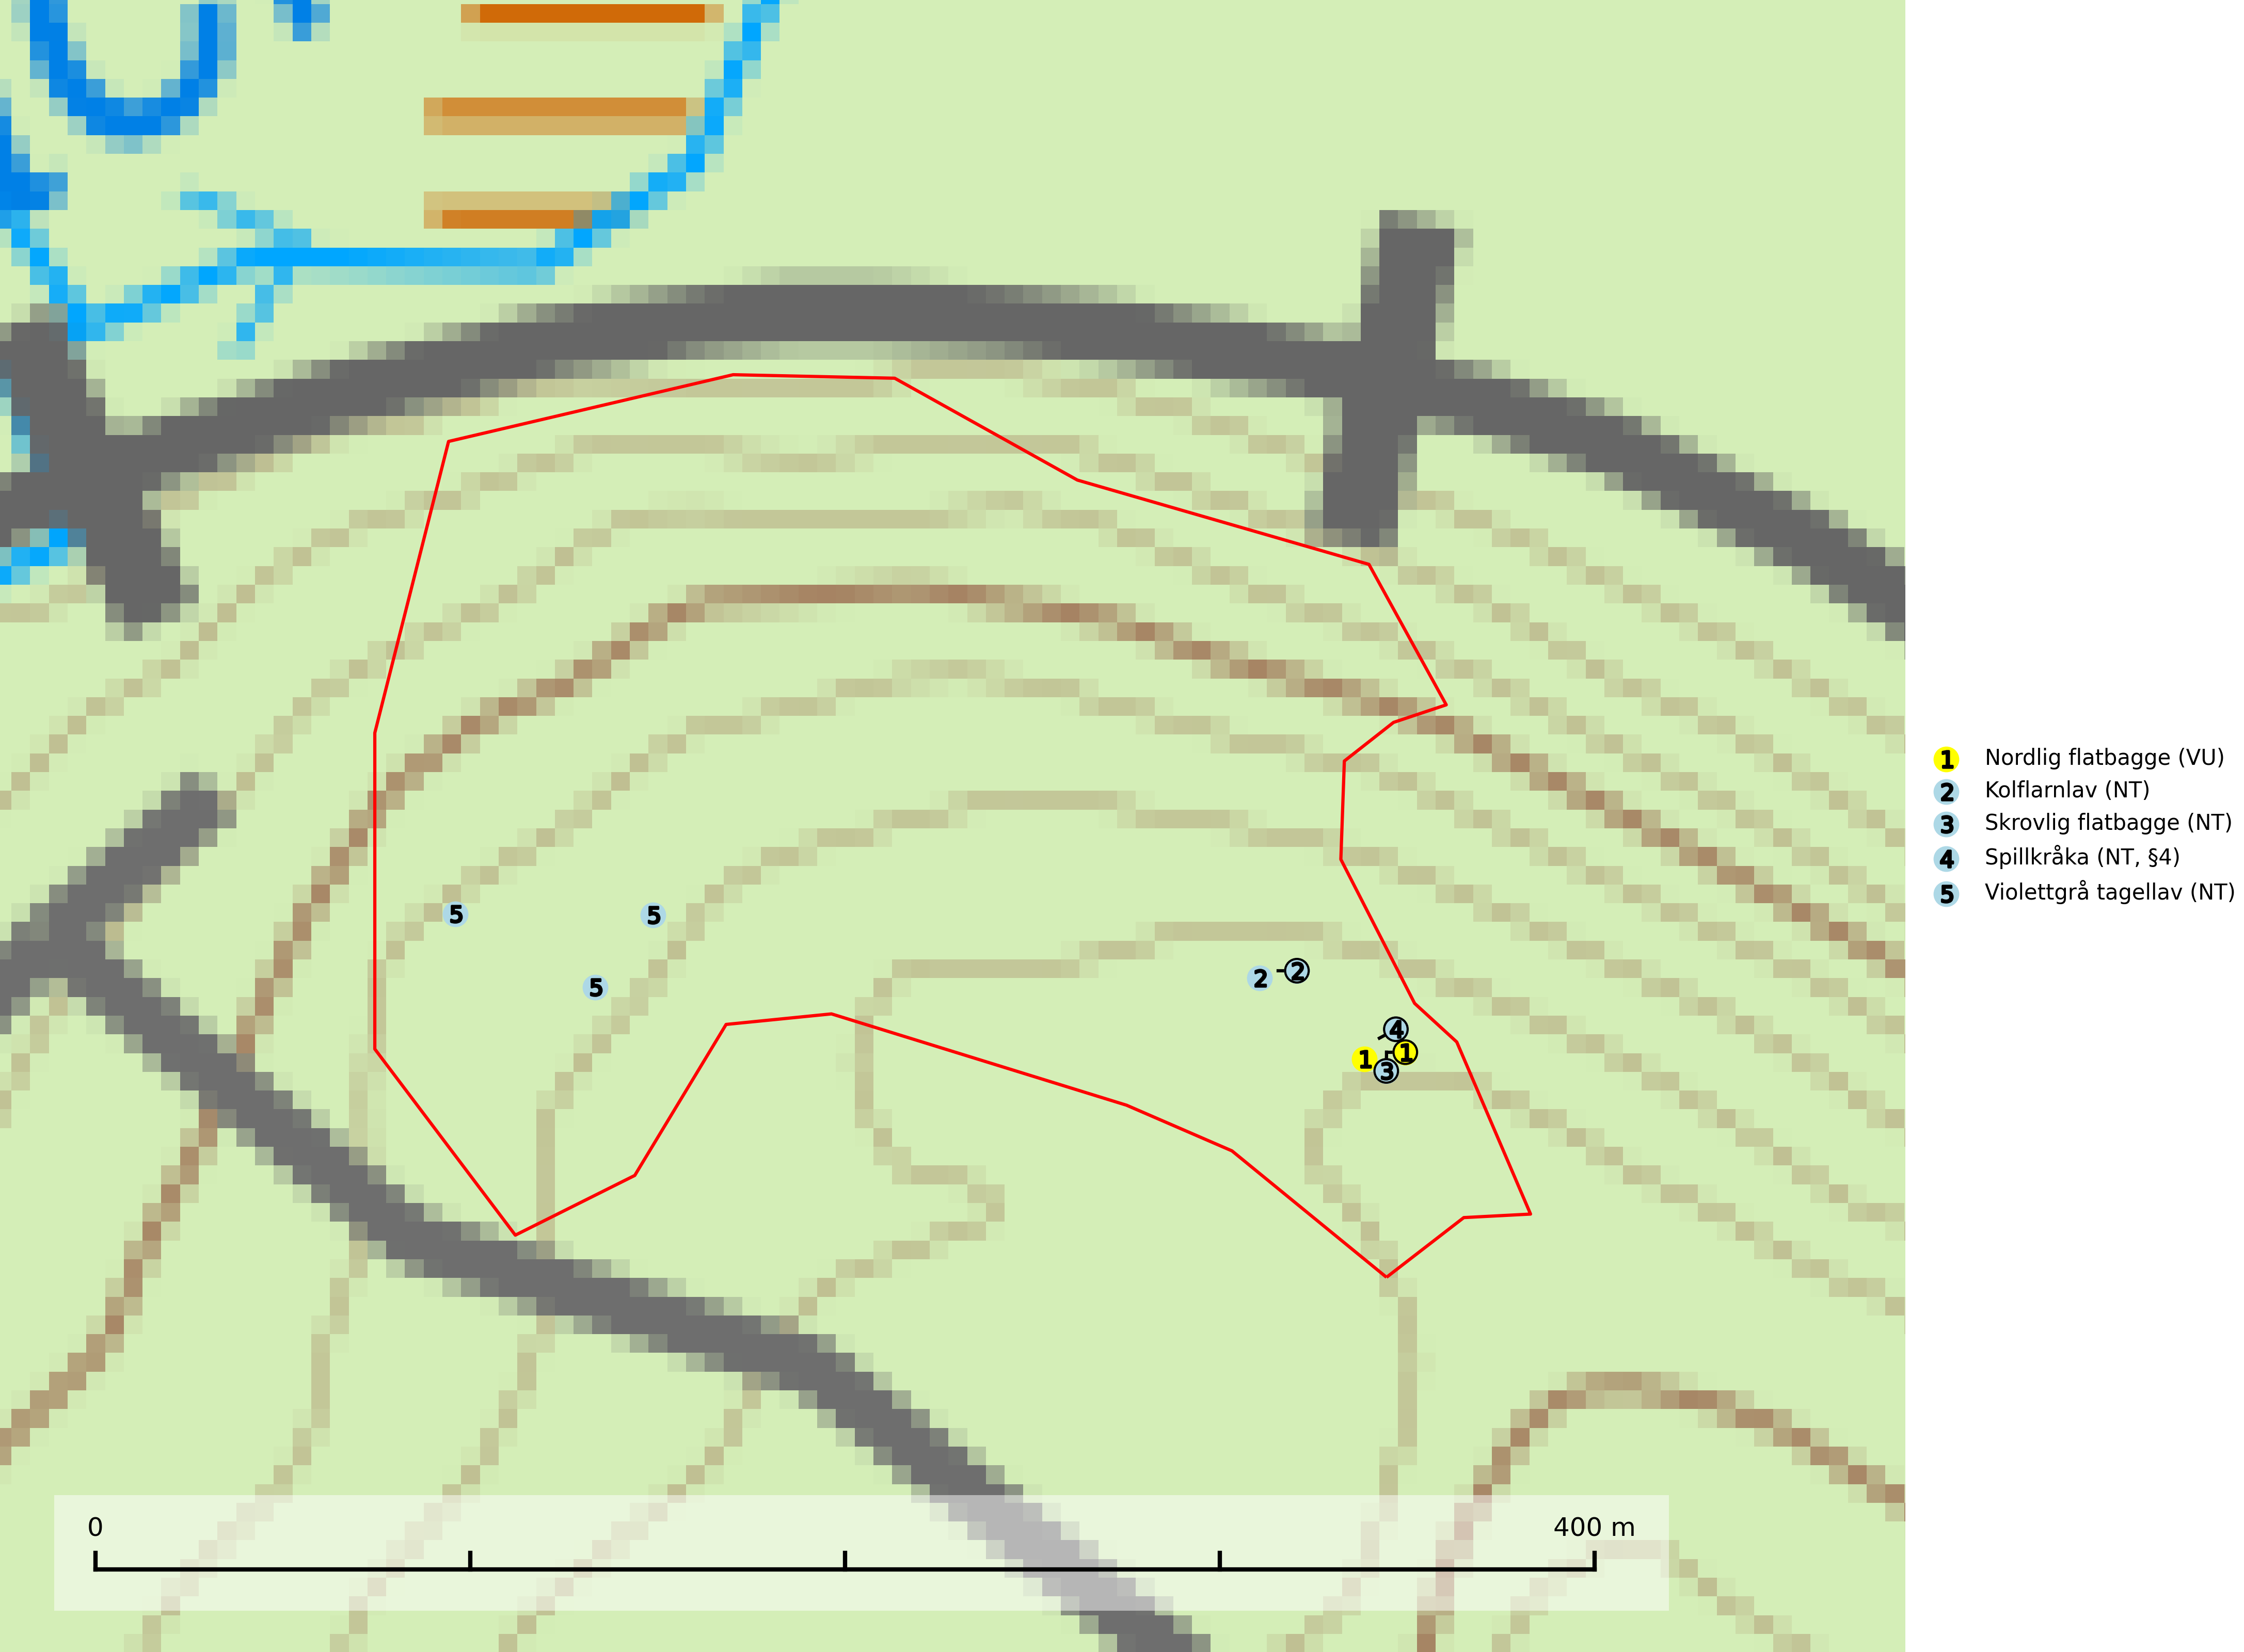 1 Nordlig flatbagge (VU)
2 Kolflarnlav (NT)
3 Skrovlig flatbagge (NT)
4 Spillkråka (NT, §4)
5 Violettgrå tagellav (NT)
5 5
2 2
5
4
1 1
3
0 400 m